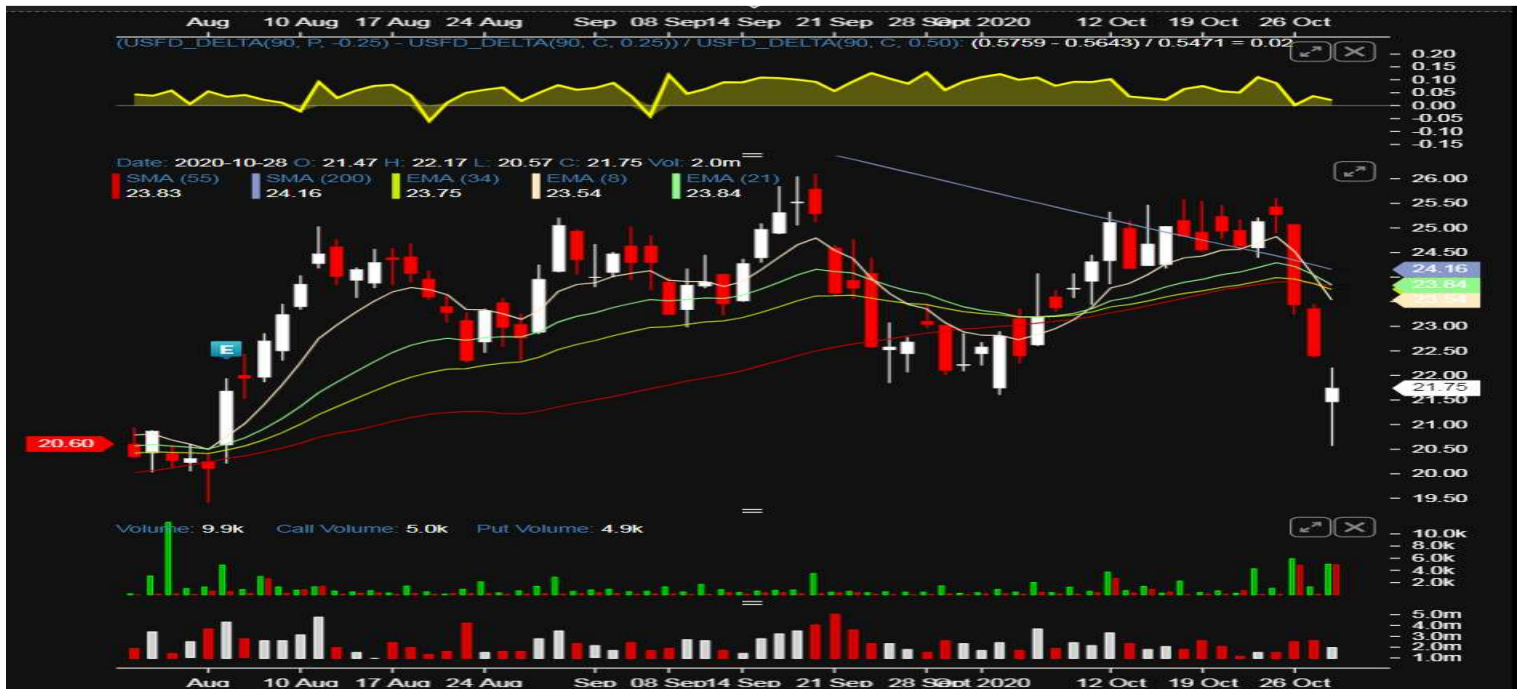 Aug 10 Aug 17 Aug 24 Aug Sep 08 Sep 14 Sep 21 Sep 28 Sep Oct 2020 12 Oct 19 Oct 26 Oct
(USFD_DELTA(90, P, -0.25) - USFD_DELTA(90, C, 0.25)) / USFD_DELTA(90, C, 0.50): (0.5759 - 0.5643) / 0.5471 = 0.02
0.20
0.15
0.10
0.05
0.00
-0.05
-0.10
-0.15
Date: 2020-10-28 O: 21.47 H: 22.17 L: 20.57 C: 21.75 Vol: 2.0m
SMA (55) SMA (200) EMA (34) EMA (8) EMA (21)
23.83 24.16 23.75 23.54 23.84
26.00
25.50
25.00
24.50
24.16
23.84
23.54
23.00
22.50
22.00
21.75
21.50
21.00
20.50
20.00
19.50
E
20.60
Volume: 9.9k Call Volume: 5.0k Put Volume: 4.9k
10.0k
8.0k
6.0k
4.0k
2.0k
5.0m
4.0m
3.0m
2.0m
1.0m
Aug 10 Aug 17 Aug 24 Aug Sep 08 Sep 14 Sep 21 Sep 28 Sep Oct 2020 12 Oct 19 Oct 26 Oct